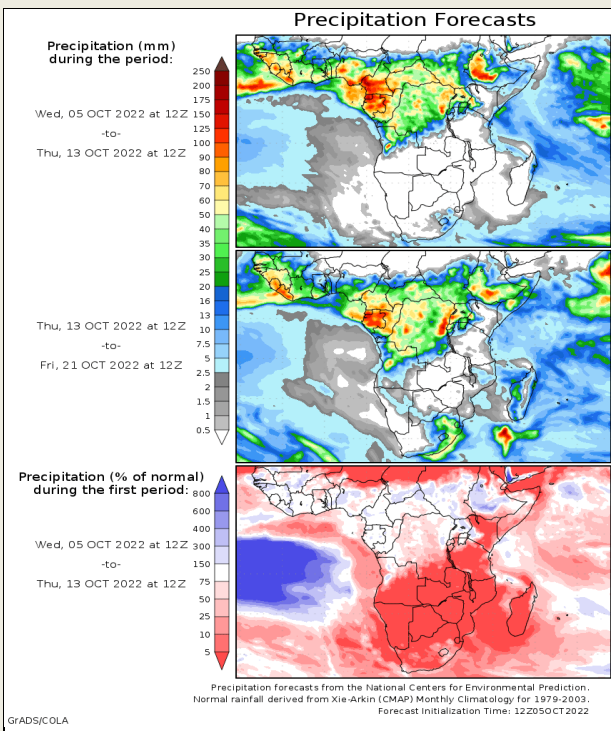 Precipitation Forecasts
Precipitation (mm)
during the period:
Wed, 05 OCT 2022 at 12Z
-to-
Thu, 13 OCT 2022 at 12Z
250
200
175
150
125
100
90
80
70
60
50
40
35
30
25
20
16
13
10
7.5
5
2.5
2
1.5
1
0.5
Thu, 13 OCT 2022 at 12Z
-to-
Fri, 21 OCT 2022 at 12Z
Precipitation (% of normal)
during the first period:
Wed, 05 OCT 2022 at 12Z
-to-
Thu, 13 OCT 2022 at 12Z
800
600
400
300
150
75
50
25
10
5
Precipitation forecasts from the National Centers for Environmental Prediction.
Normal rainfall derived from Xie-Arkin (CMAP) Monthly Climatology for 1979-2003.
Forecast Initialization Time: 12Z05OCT2022
GrADS/COLA